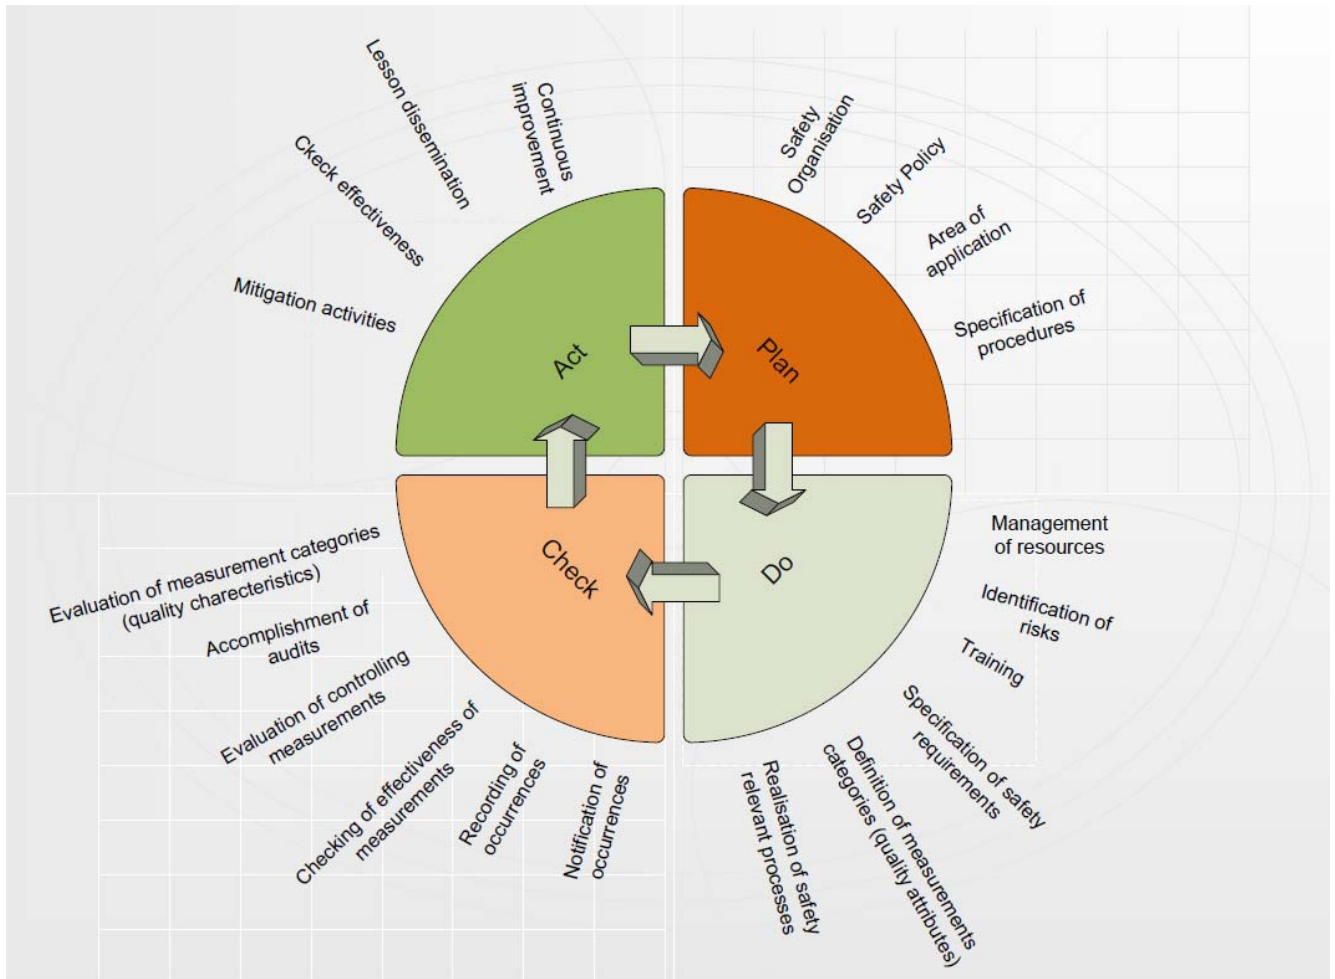 Continuous
improvement
Lesson dissemination
Ckeck effectiveness
Mitigation activities
Act
Safety
Organisation
Safety Policy
Area of
application
Specification of
procedures
Plan
Management
of resources
Identification of
risks
Training
Specification of safety
requirements
Definition of measurements
categories (quality attributes)
Realisation of safety
relevant processes
Do
Notification of
occurrences
Recording of
occurrences
Checking of effectiveness of
measurements
Evaluation of controlling
measurements
Accomplishment of
audits
Evaluation of measurement categories
(quality charecteristics)
Check